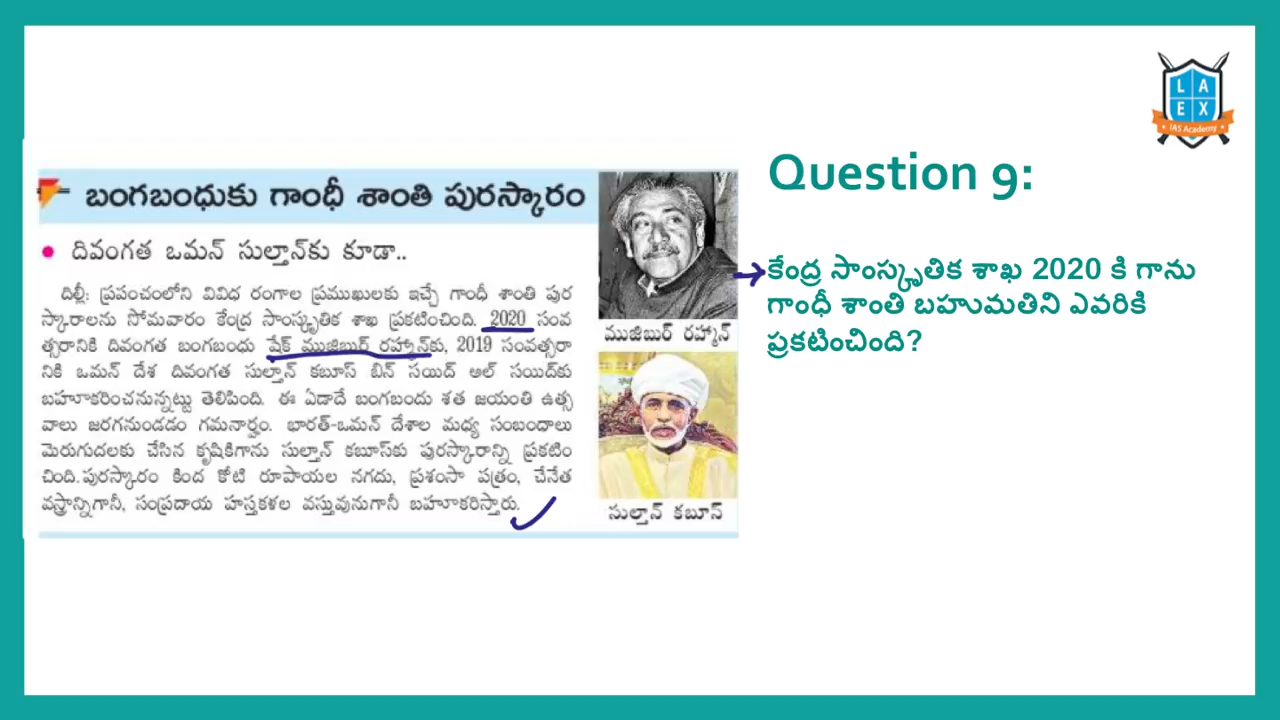 L A
E X
IAS Academy
బంగబంధుకు గాంధీ శాంతి పురస్కారం
దివంగత ఒమన్ సుల్తాన్‌కు కూడా..
దిల్లీ: ప్రపంచంలోని వివిధ రంగాల ప్రముఖులకు ఇచ్చే గాంధీ శాంతి పుర
స్కారాలను సోమవారం కేంద్ర సాంస్కృతిక శాఖ ప్రకటించింది. 2020 సంవ
త్సరానికి దివంగత బంగబంధు షేక్ ముజిబుర్ రహ్మాన్‌కు, 2019 సంవత్సరా
నికి ఒమన్ దేశ దివంగత సుల్తాన్ కబూస్ బిన్ సయిద్ అల్ సయిద్‌కు
బహూకరించనున్నట్లు తెలిపింది. ఈ ఏడాదే బంగబందు శత జయంతి ఉత్స
వాలు జరగనుండడం గమనార్హం. భారత్-ఒమన్ దేశాల మధ్య సంబంధాలు
మెరుగుదలకు చేసిన కృషికిగాను సుల్తాన్ కబూస్‌కు పురస్కారాన్ని ప్రకటిం
చింది.పురస్కారం కింద కోటి రూపాయల నగదు, ప్రశంసా పత్రం, చేనేత
వస్త్రాన్నిగానీ, సంప్రదాయ హస్తకళల వస్తువునుగానీ బహూకరిస్తారు.
ముజిబుర్ రహ్మాన్
సుల్తాన్ కబూస్
Question 9:
కేంద్ర సాంస్కృతిక శాఖ 2020 కి గాను
గాంధీ శాంతి బహుమతిని ఎవరికి
ప్రకటించింది?